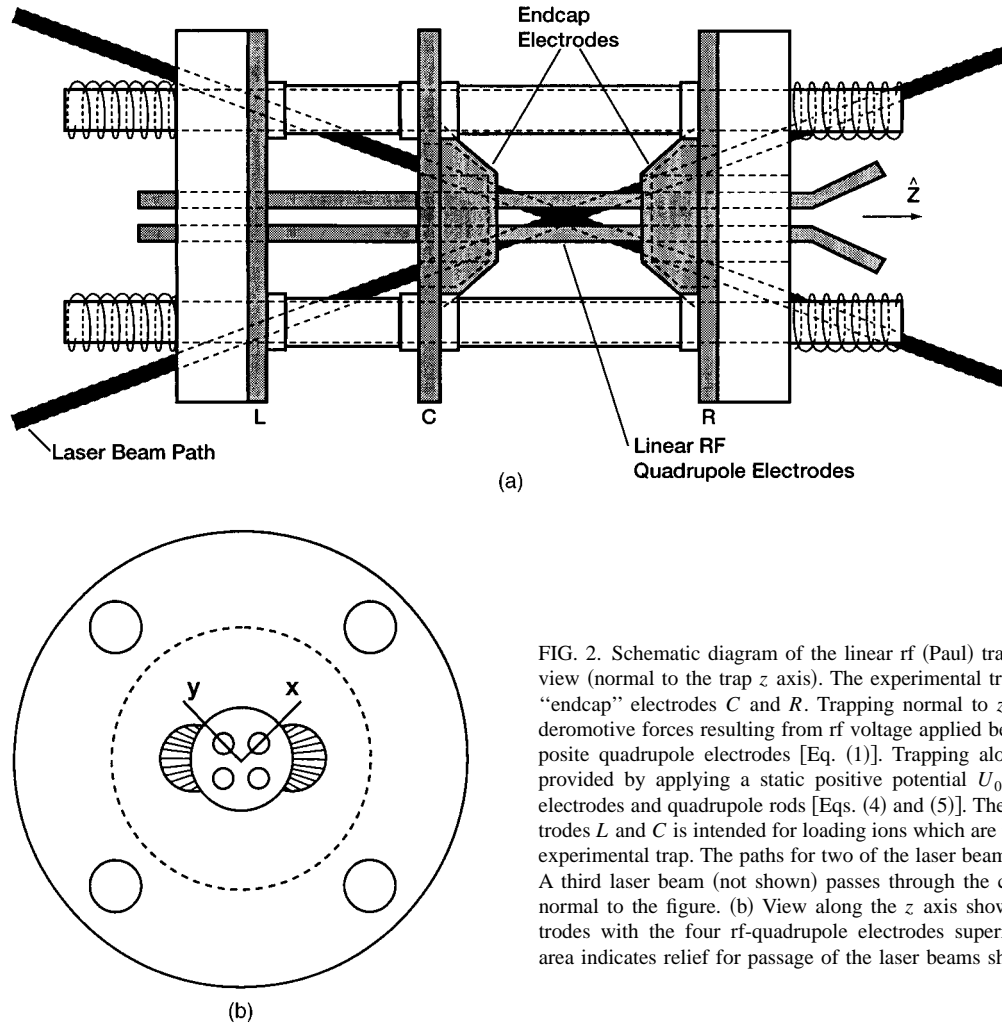 Endcap
Electrodes
ẑ
L
C
R
Laser Beam Path
Linear RF
Quadrupole Electrodes
(a)
y
x
(b)
FIG. 2. Schematic diagram of the linear rf (Paul) tra
view (normal to the trap z axis). The experimental tr
“endcap” electrodes C and R. Trapping normal to z
deromotive forces resulting from rf voltage applied be
posite quadrupole electrodes [Eq. (1)]. Trapping alo
provided by applying a static positive potential U0
electrodes and quadrupole rods [Eqs. (4) and (5)]. The
trodes L and C is intended for loading ions which are
experimental trap. The paths for two of the laser beam
A third laser beam (not shown) passes through the c
normal to the figure. (b) View along the z axis show
trodes with the four rf-quadrupole electrodes super
area indicates relief for passage of the laser beams sh